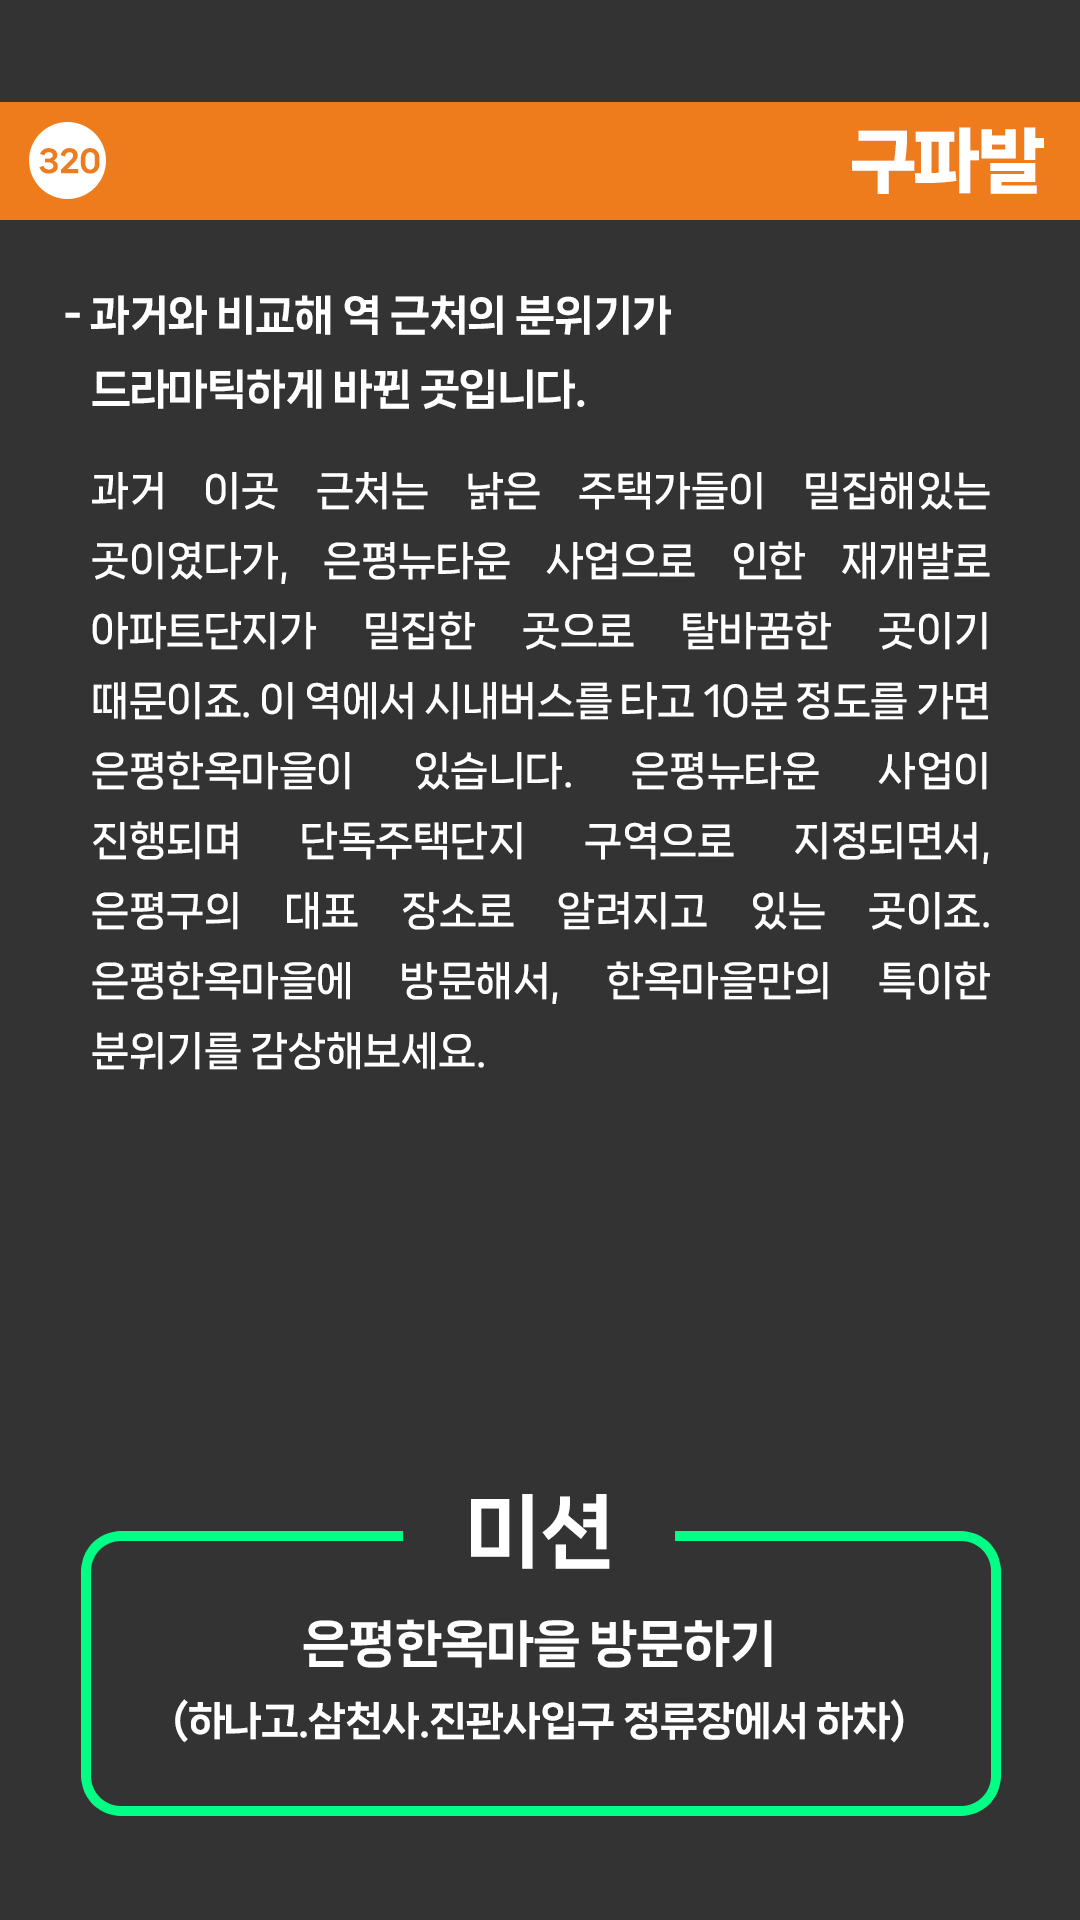 320
구파발
- 과거와 비교해 역 근처의 분위기가
드라마틱하게 바뀐 곳입니다.
과거 이곳 근처는 낡은 주택가들이 밀집해있는
곳이였다가, 은평뉴타운 사업으로 인한 재개발로
아파트단지가 밀집한 곳으로 탈바꿈한 곳이기
때문이죠. 이 역에서 시내버스를 타고 10분 정도를 가면
은평한옥마을이 있습니다. 은평뉴타운 사업이
진행되며 단독주택단지 구역으로 지정되면서,
은평구의 대표 장소로 알려지고 있는 곳이죠.
은평한옥마을에 방문해서, 한옥마을만의 특이한
분위기를 감상해보세요.
미션
은평한옥마을 방문하기
(하나고.삼천사.진관사입구 정류장에서 하차)